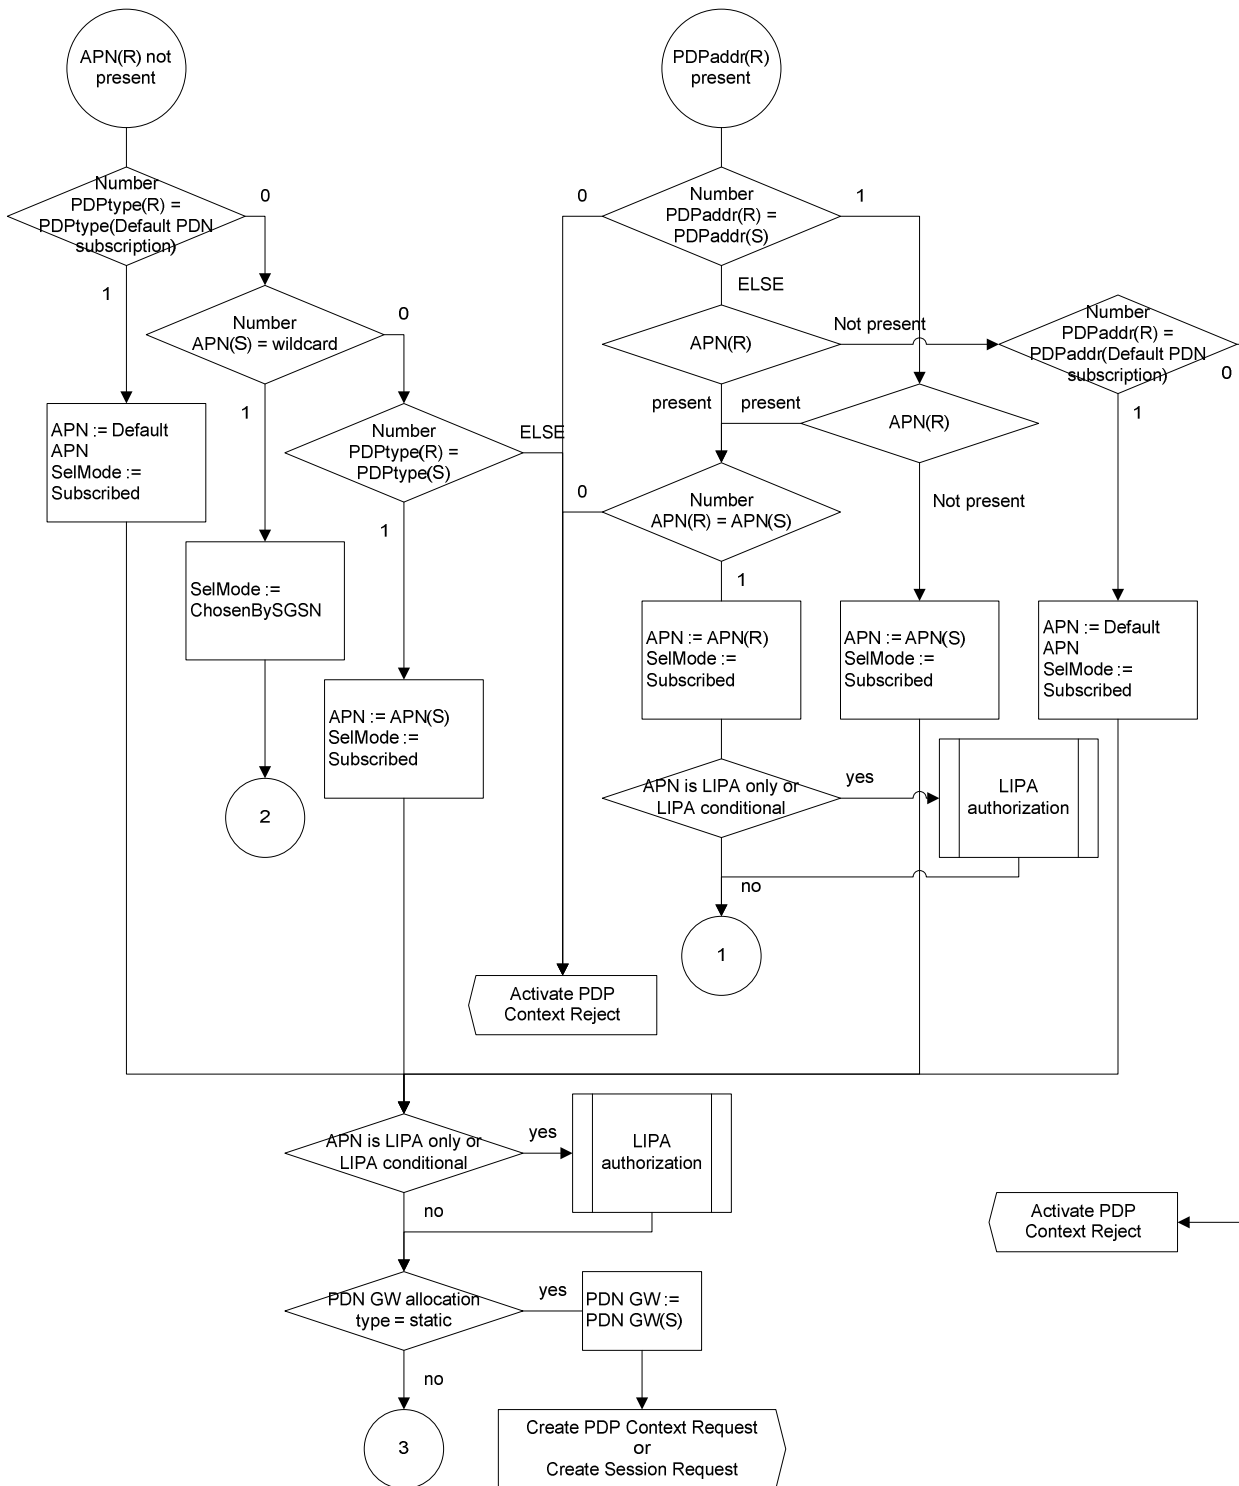 APN(R) not
present
PDPaddr(R)
present
Number
PDPtype(R) =
PDPtype(Default PDN
subscription)
0
1
0
Number
PDPaddr(R) =
PDPaddr(S)
1
ELSE
Number
APN(S) = wildcard
0
1
APN(R)
Not present
Number
PDPaddr(R) =
PDPaddr(Default PDN
subscription)
0
1
APN := Default
APN
SelMode :=
Subscribed
Number
PDPtype(R) =
PDPtype(S)
ELSE
1
present
present
APN(R)
Not present
0
Number
APN(R) = APN(S)
1
SelMode :=
ChosenBySGSN
APN := APN(R)
SelMode :=
Subscribed
APN := APN(S)
SelMode :=
Subscribed
APN := Default
APN
SelMode :=
Subscribed
APN := APN(S)
SelMode :=
Subscribed
2
APN is LIPA only or
LIPA conditional
yes
LIPA
authorization
no
1
Activate PDP
Context Reject
APN is LIPA only or
LIPA conditional
yes
LIPA
authorization
no
Activate PDP
Context Reject
PDN GW allocation
type = static
yes
PDN GW :=
PDN GW(S)
no
3
Create PDP Context Request
or
Create Session Request